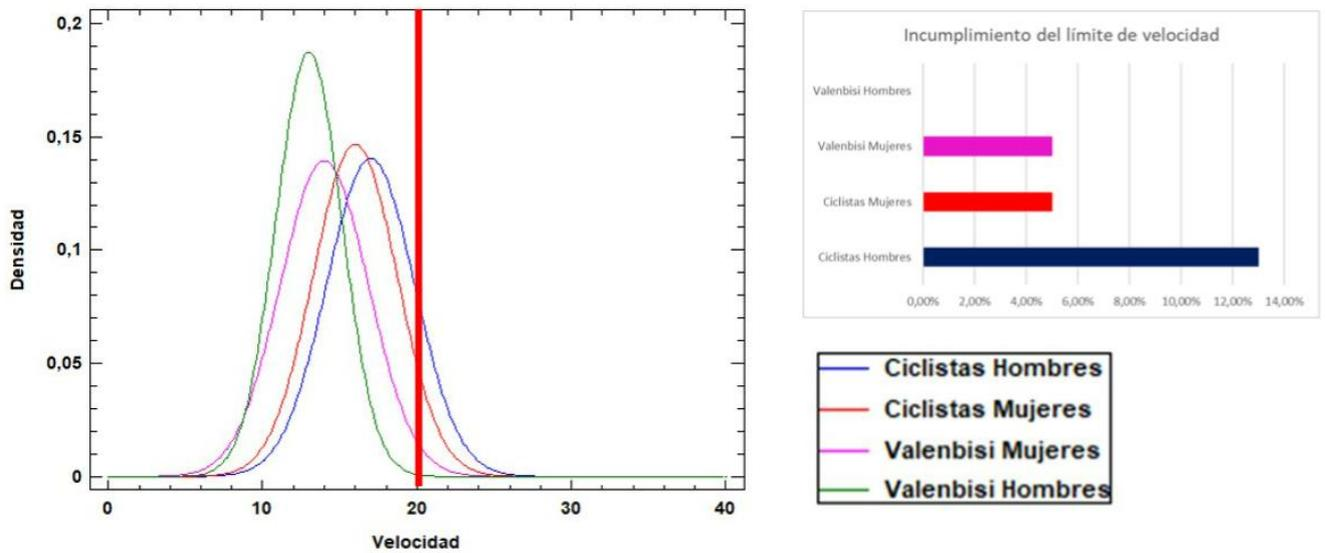 0,2
0,15
0,1
0,05
0
Densidad
0
10
20
30
40
Velocidad
Incumplimiento del límite de velocidad
Valenbisi Hombres
Valenbisi Mujeres
Ciclistas Mujeres
Ciclistas Hombres
0,00% 2,00% 4,00% 6,00% 8,00% 10,00% 12,00% 14,00%
Ciclistas Hombres
Ciclistas Mujeres
Valenbisi Mujeres
Valenbisi Hombres